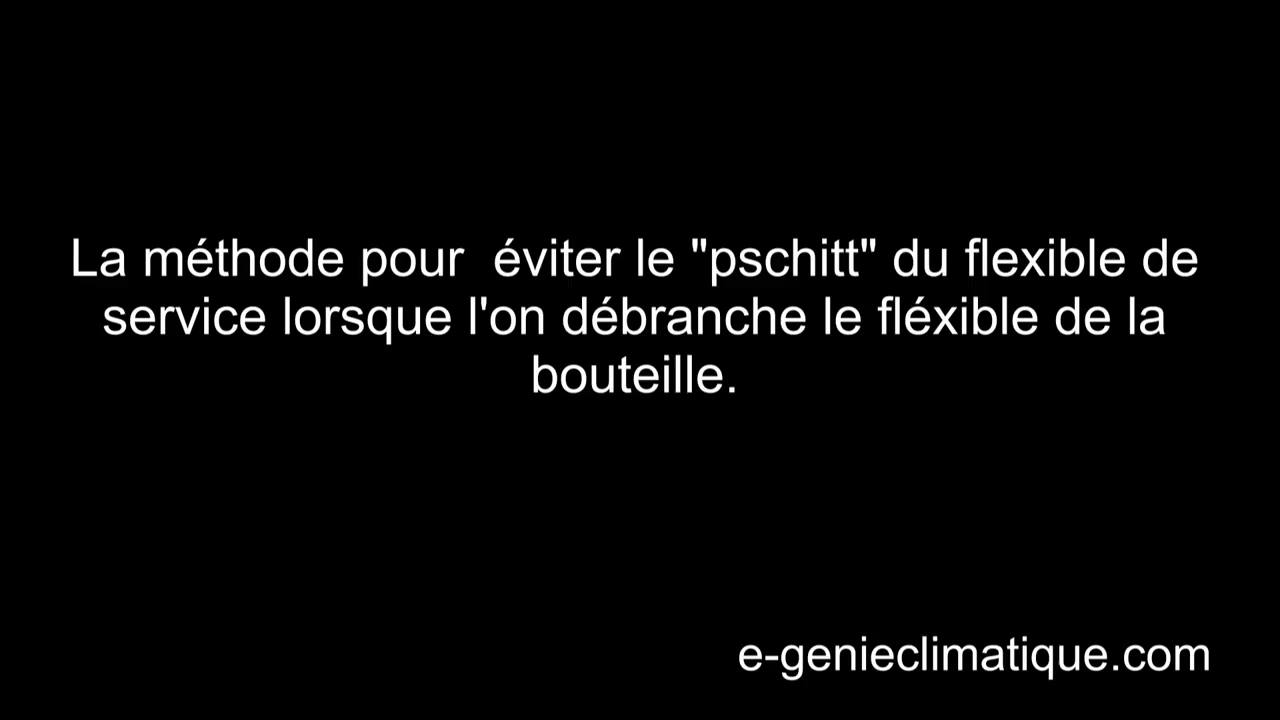 La méthode pour  éviter le "pschitt" du flexible de
service lorsque l'on débranche le fléxible de la
bouteille.
e-genieclimatique.com